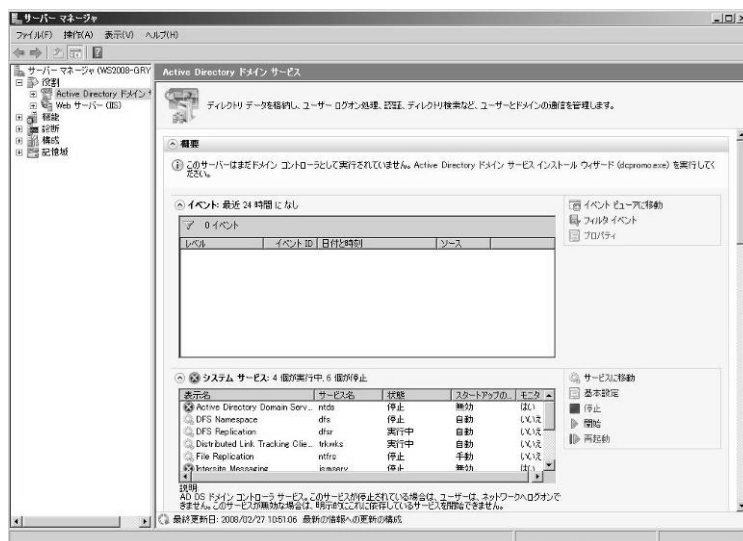 サーバー マネージャ
ファイル(F) 操作(A) 表示(V) ヘルプ(H)
サーバー マネージャ (WS2008-GRY
役割
Active Directory ドメイン
Web サーバー (IIS)
機能
診断
構成
記憶域
Active Directory ドメイン サービス
ディレクトリ データを格納し、ユーザー ログオン処理、認証、ディレクトリ検索など、ユーザーとドメインの通信を管理します。
概要
このサーバーはまだドメイン コントローラとして実行されていません。Active Directory ドメイン サービス インストール ウィザード (dcpromo.exe) を実行してく
ださい。
イベント: 最近 24 時間 になし
0 イベント
レベル イベント ID 日付と時刻 ソース
イベント ビューアに移動
フィルタ イベント
プロパティ
システム サービス: 4 個が実行中, 6 個が停止
表示名 サービス名 状態 スタートアップの... モニタ
Active Directory Domain Serv... ntds 停止 無効 はい
DFS Namespace dfs 停止 自動 いいえ
DFS Replication dfsr 実行中 自動 いいえ
Distributed Link Tracking Clie... trkwks 実行中 自動 いいえ
File Replication ntfrs 停止 手動 いいえ
Intersite Messaging ismserv 停止 無効 はい
サービスに移動
基本設定
停止
開始
再起動
説明
AD DS ドメイン コントローラ サービス。このサービスが停止されている場合は、ユーザーは、ネットワークへログオンで
きません。このサービスが無効な場合は、明示的にこれに依存しているサービスを開始できません。
最終更新日: 2008/02/27 10:51:06 最新の情報への更新の構成